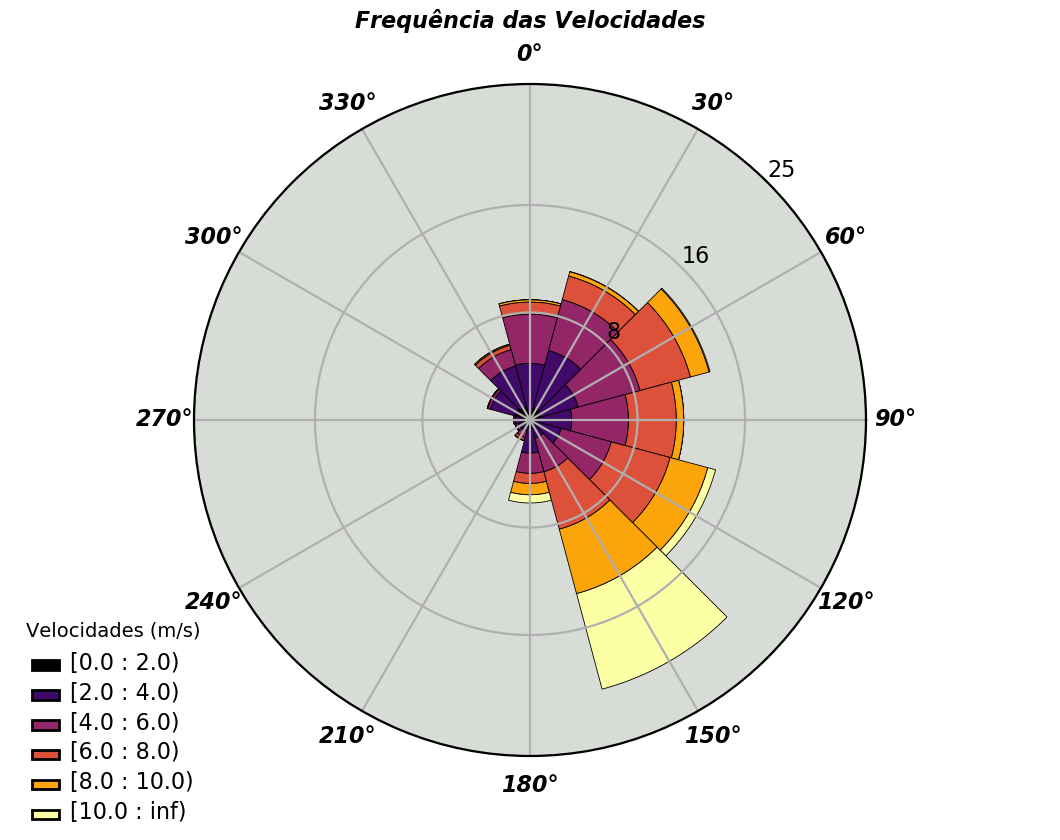 Frequência das Velocidades
0°
330°
30°
25
300°
60°
16
8
270°
90°
240°
120°
210°
150°
180°
Velocidades (m/s)
[0.0 : 2.0)
[2.0 : 4.0)
[4.0 : 6.0)
[6.0 : 8.0)
[8.0 : 10.0)
[10.0 : inf)